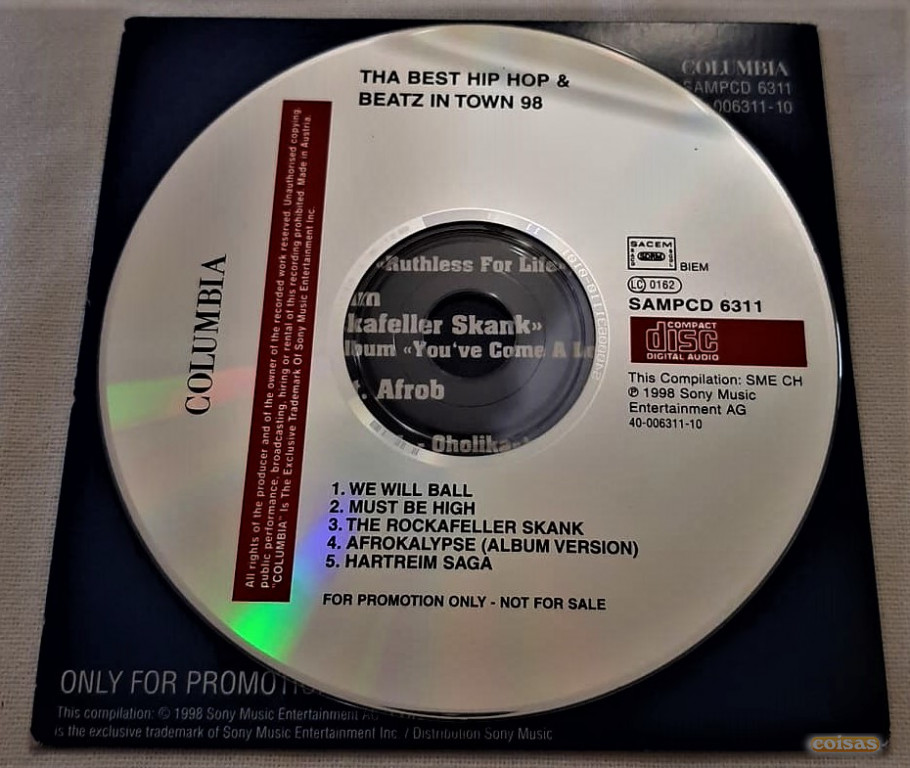 THA BEST HIP HOP &
BEATZ IN TOWN 98
COLUMBIA
SAMPCD 6311
006311-10
All rights of the producer and of the owner of the recorded work reserved. Unauthorised copying,
public performance, broadcasting, hiring or rental of this recording prohibited. Made in Austria.
"COLUMBIA" Is The Exclusive Trademark Of Sony Music Entertainment Inc.
COLUMBIA
SACEM
BIEM
LC 0162
SAMPCD 6311
COMPACT
disc
DIGITAL AUDIO
This Compilation: SME CH
℗ 1998 Sony Music
Entertainment AG
40-006311-10
«Ruthless For Life»
kafeller Skank»
lbum «You've Come A L
. Afrob
1. WE WILL BALL
2. MUST BE HIGH
3. THE ROCKAFELLER SKANK
4. AFROKALYPSE (ALBUM VERSION)
5. HARTREIM SAGA
FOR PROMOTION ONLY - NOT FOR SALE
ONLY FOR PROMOTI
This compilation: © 1998 Sony Music Entertainment AG
is the exclusive trademark of Sony Music Entertainment Inc. / Distribution Sony Music
coisas